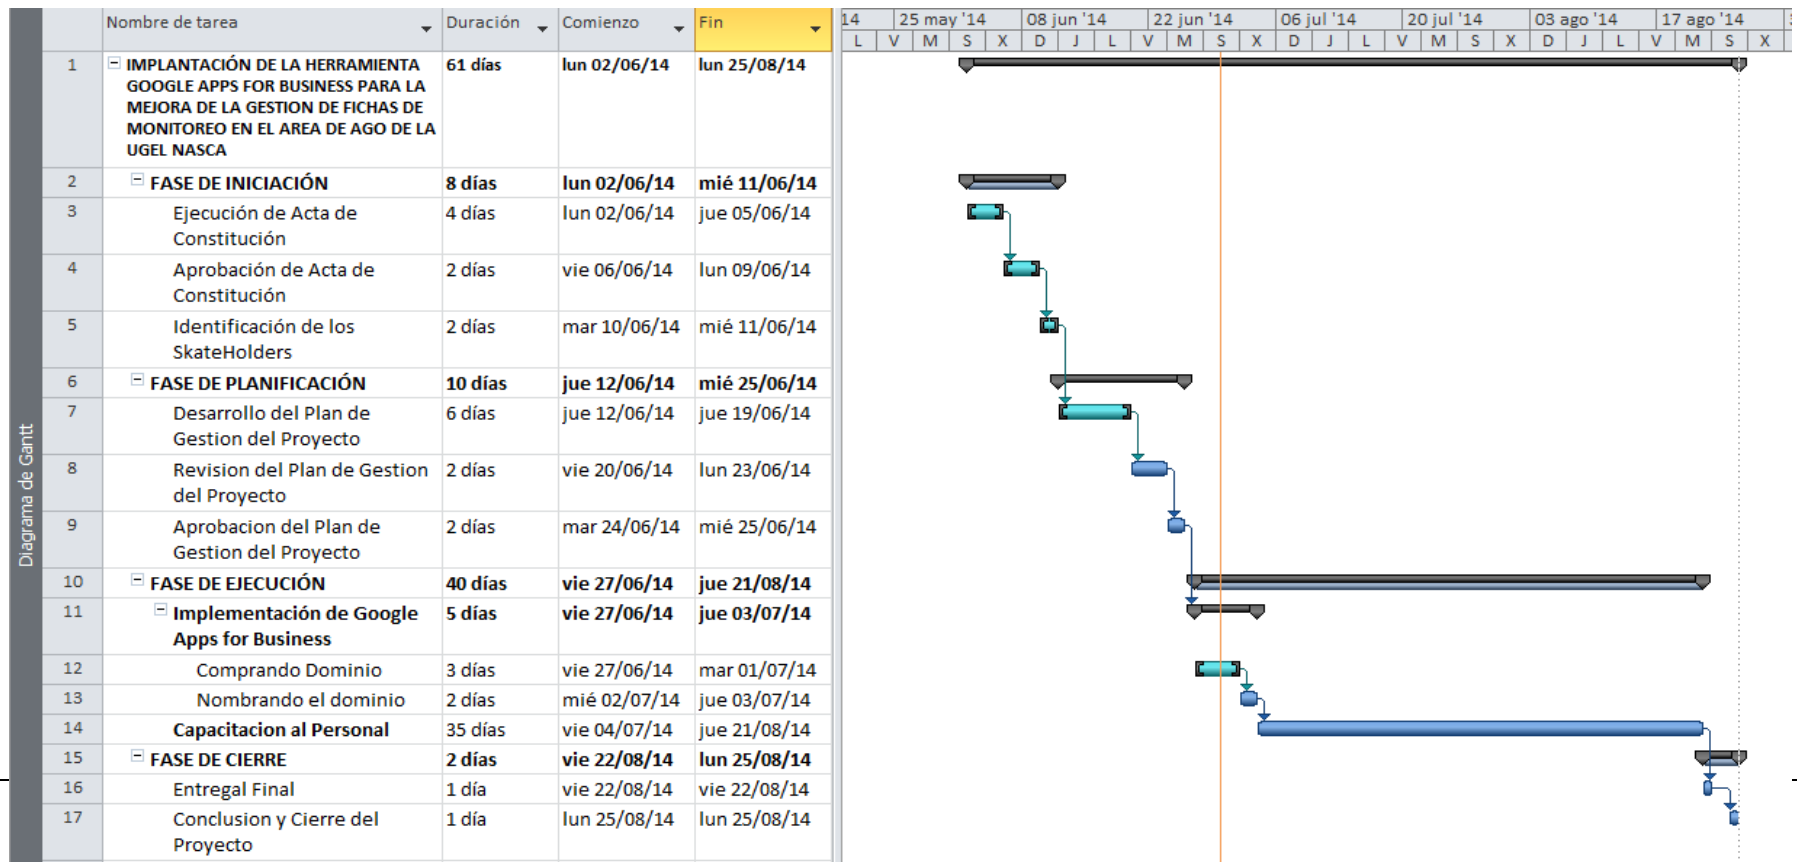 Nombre de tarea Duración Comienzo Fin
14 25 may '14 08 jun '14 22 jun '14 06 jul '14 20 jul '14 03 ago '14 17 ago '14
L V M S X D J L V M S X D J L V M S X D J L V M S X
1 IMPLANTACIÓN DE LA HERRAMIENTA 61 días lun 02/06/14 lun 25/08/14
GOOGLE APPS FOR BUSINESS PARA LA
MEJORA DE LA GESTION DE FICHAS DE
MONITOREO EN EL AREA DE AGO DE LA
UGEL NASCA
2 FASE DE INICIACIÓN 8 días lun 02/06/14 mié 11/06/14
3 Ejecución de Acta de 4 días lun 02/06/14 jue 05/06/14
Constitución
4 Aprobación de Acta de 2 días vie 06/06/14 lun 09/06/14
Constitución
5 Identificación de los 2 días mar 10/06/14 mié 11/06/14
SkateHolders
6 FASE DE PLANIFICACIÓN 10 días jue 12/06/14 mié 25/06/14
7 Desarrollo del Plan de 6 días jue 12/06/14 jue 19/06/14
Gestion del Proyecto
8 Revision del Plan de Gestion 2 días vie 20/06/14 lun 23/06/14
del Proyecto
9 Aprobacion del Plan de 2 días mar 24/06/14 mié 25/06/14
Gestion del Proyecto
10 FASE DE EJECUCIÓN 40 días vie 27/06/14 jue 21/08/14
11 Implementación de Google 5 días vie 27/06/14 jue 03/07/14
Apps for Business
12 Comprando Dominio 3 días vie 27/06/14 mar 01/07/14
13 Nombrando el dominio 2 días mié 02/07/14 jue 03/07/14
14 Capacitacion al Personal 35 días vie 04/07/14 jue 21/08/14
15 FASE DE CIERRE 2 días vie 22/08/14 lun 25/08/14
16 Entregal Final 1 día vie 22/08/14 vie 22/08/14
17 Conclusion y Cierre del 1 día lun 25/08/14 lun 25/08/14
Proyecto
Diagrama de Gantt